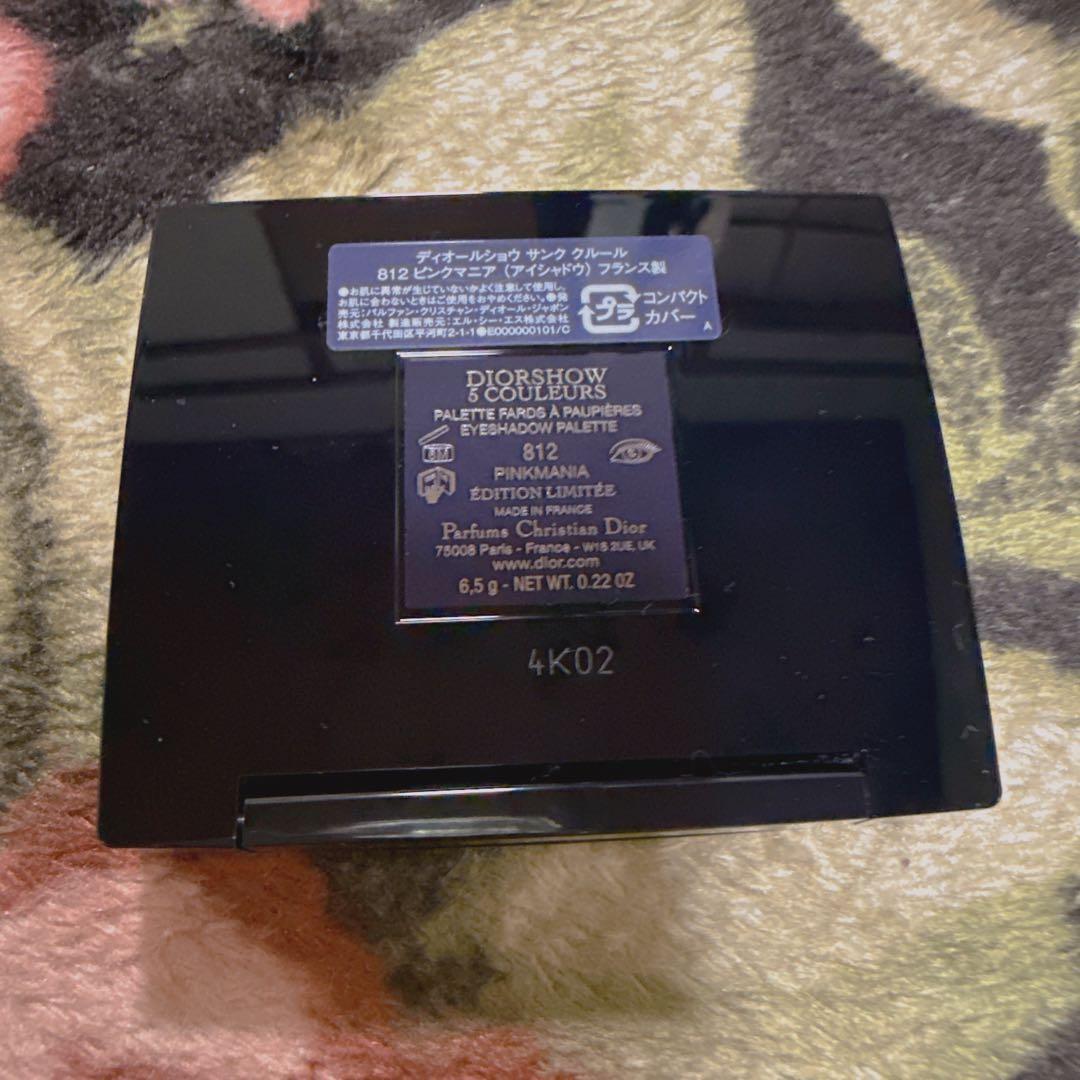 ディオールショウ サンク クルール
812 ピンクマニア（アイシャドウ）フランス製
●お肌に異常が生じていないかよく注意して使用し、
お肌に合わないときはご使用をおやめください。●発
売元：パルファン・クリスチャン・ディオール・ジャポン
株式会社 製造販売元：エル・シー・エス株式会社
東京都千代田区平河町2-1-1●E000000101/C
プラ
コンパクト
カバー
A
DIORSHOW
5 COULEURS
PALETTE FARDS À PAUPIÈRES
EYESHADOW PALETTE
812
PINKMANIA
ÉDITION LIMITÉE
MADE IN FRANCE
Parfums Christian Dior
75008 Paris - France - W1S 2UE, UK
www.dior.com
6,5 g - NET WT. 0.22 OZ
4K02